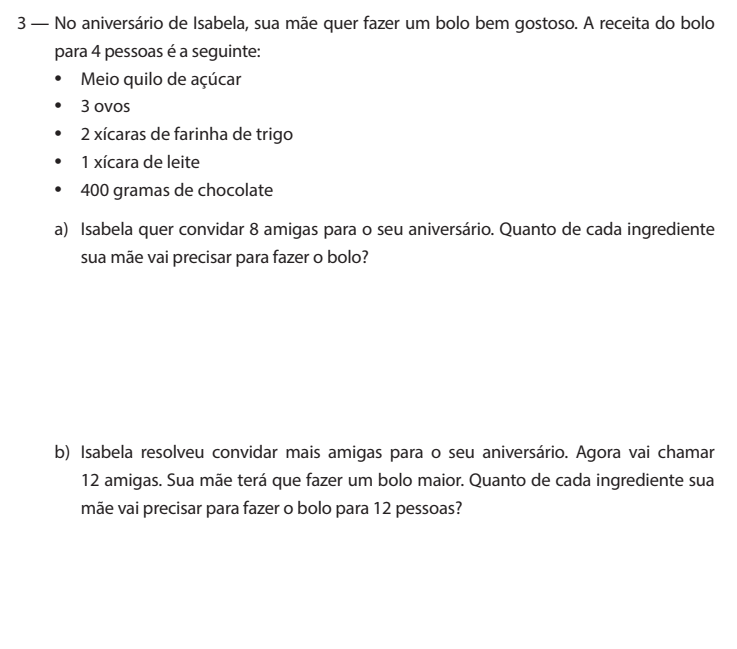 3 — No aniversário de Isabela, sua mãe quer fazer um bolo bem gostoso. A receita do bolo
para 4 pessoas é a seguinte:
• Meio quilo de açúcar
• 3 ovos
• 2 xícaras de farinha de trigo
• 1 xícara de leite
• 400 gramas de chocolate
a) Isabela quer convidar 8 amigas para o seu aniversário. Quanto de cada ingrediente
sua mãe vai precisar para fazer o bolo?
b) Isabela resolveu convidar mais amigas para o seu aniversário. Agora vai chamar
12 amigas. Sua mãe terá que fazer um bolo maior. Quanto de cada ingrediente sua
mãe vai precisar para fazer o bolo para 12 pessoas?